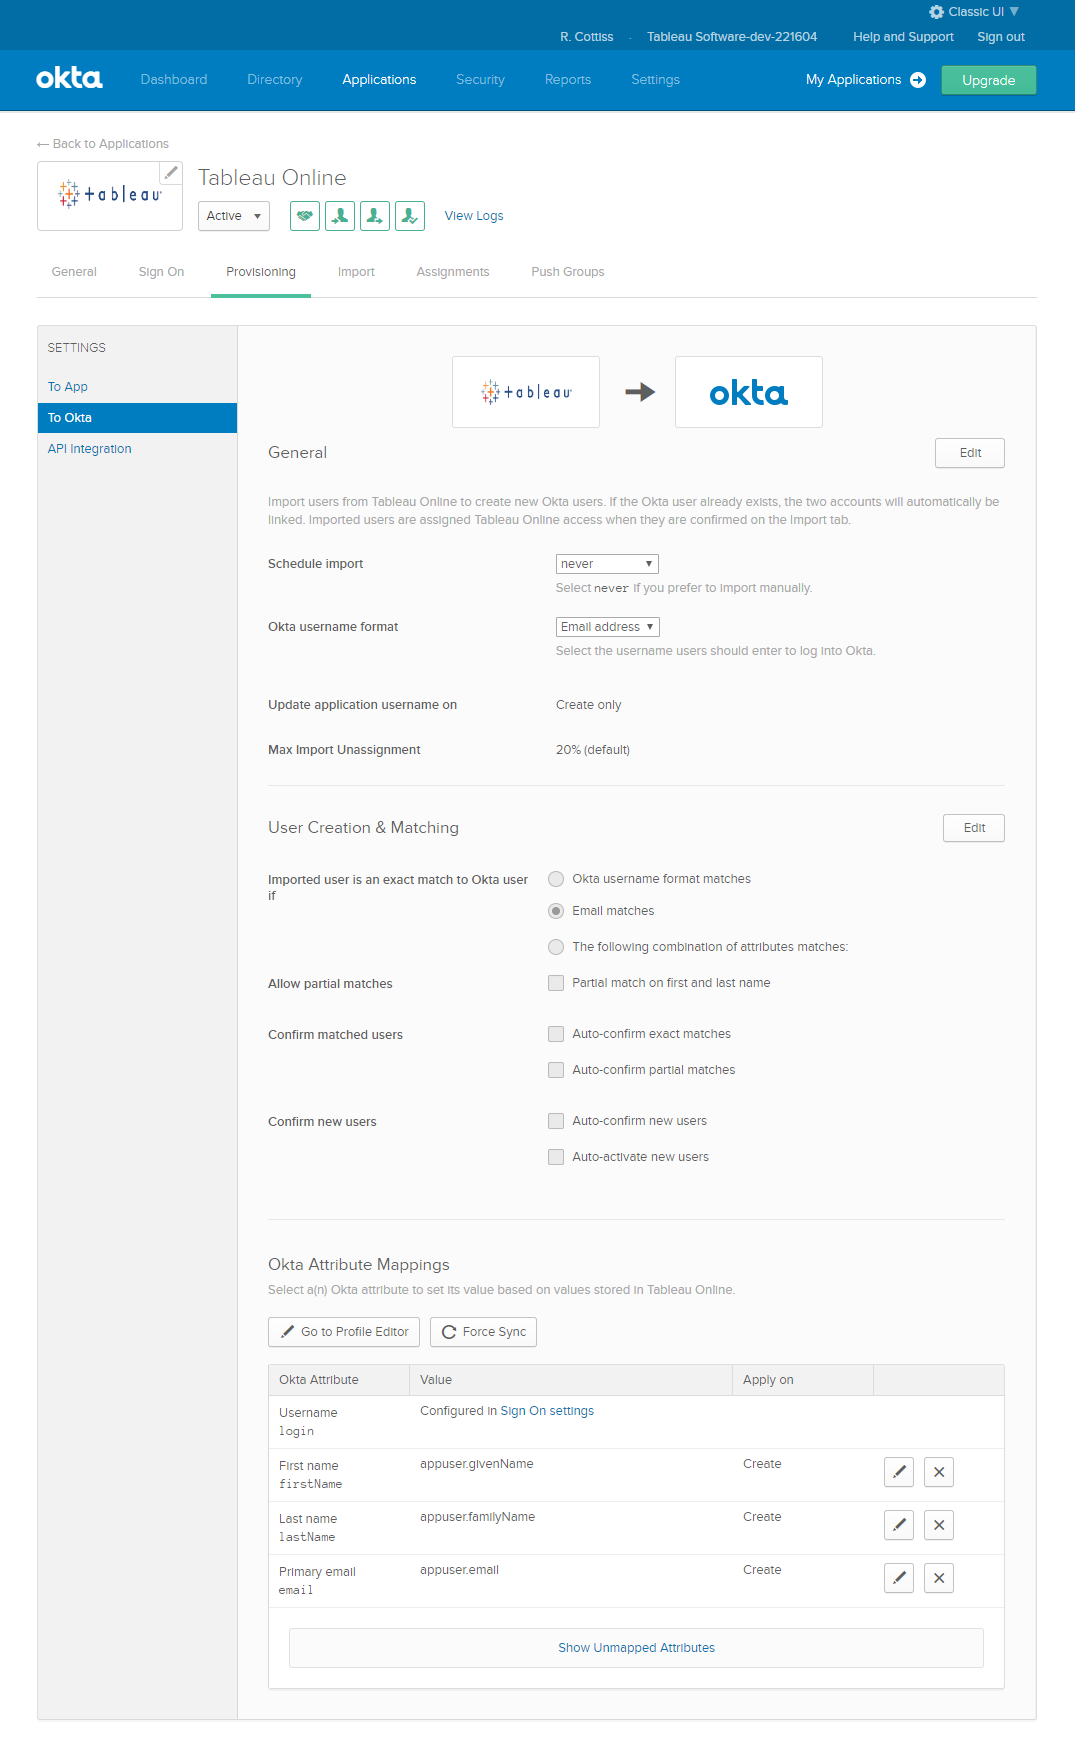 Classic UI ▼
R. Cottiss · Tableau Software-dev-221604 Help and Support Sign out
okta Dashboard Directory Applications Security Reports Settings My Applications Upgrade
← Back to Applications
tableau
Tableau Online
Active ▼ View Logs
General Sign On Provisioning Import Assignments Push Groups
SETTINGS
To App
To Okta
API Integration
tableau okta
General Edit
Import users from Tableau Online to create new Okta users. If the Okta user already exists, the two accounts will automatically be
linked. Imported users are assigned Tableau Online access when they are confirmed on the Import tab.
Schedule import never ▼
Select never if you prefer to import manually.
Okta username format Email address ▼
Select the username users should enter to log into Okta.
Update application username on Create only
Max Import Unassignment 20% (default)
User Creation & Matching Edit
Imported user is an exact match to Okta user
if
Okta username format matches
Email matches
The following combination of attributes matches:
Allow partial matches Partial match on first and last name
Confirm matched users Auto-confirm exact matches
Auto-confirm partial matches
Confirm new users Auto-confirm new users
Auto-activate new users
Okta Attribute Mappings
Select a(n) Okta attribute to set its value based on values stored in Tableau Online.
Go to Profile Editor Force Sync
Okta Attribute Value Apply on
Username Configured in Sign On settings
login
First name appuser.givenName Create
firstName
Last name appuser.familyName Create
lastName
Primary email appuser.email Create
email
Show Unmapped Attributes